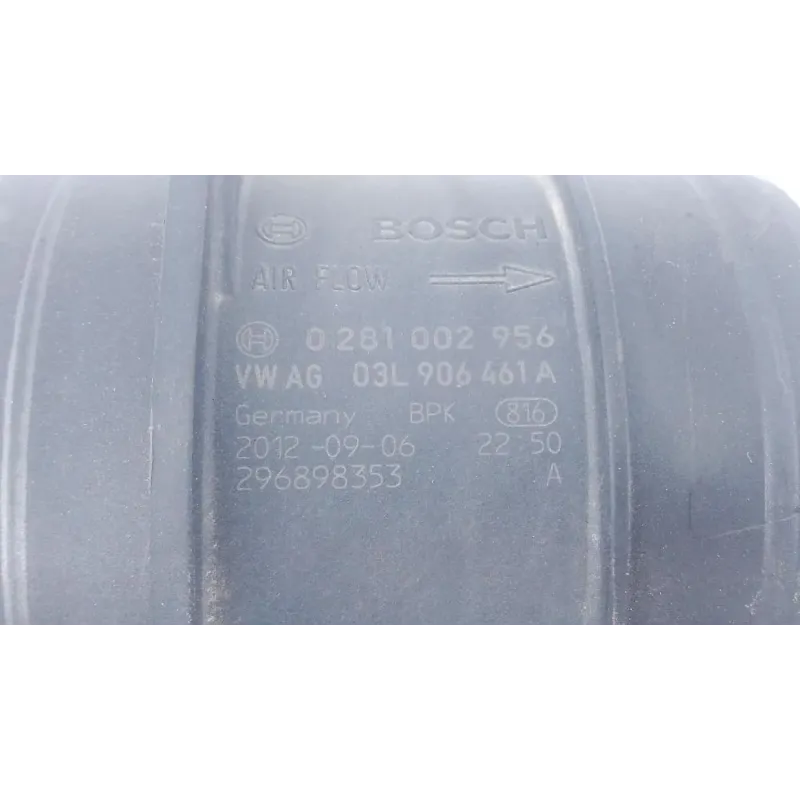 BOSCH
AIR FLOW
0 281 002 956
VW AG 03L 906 461 A
Germany BPK 816
2012-09-06 22 50
296898353 A